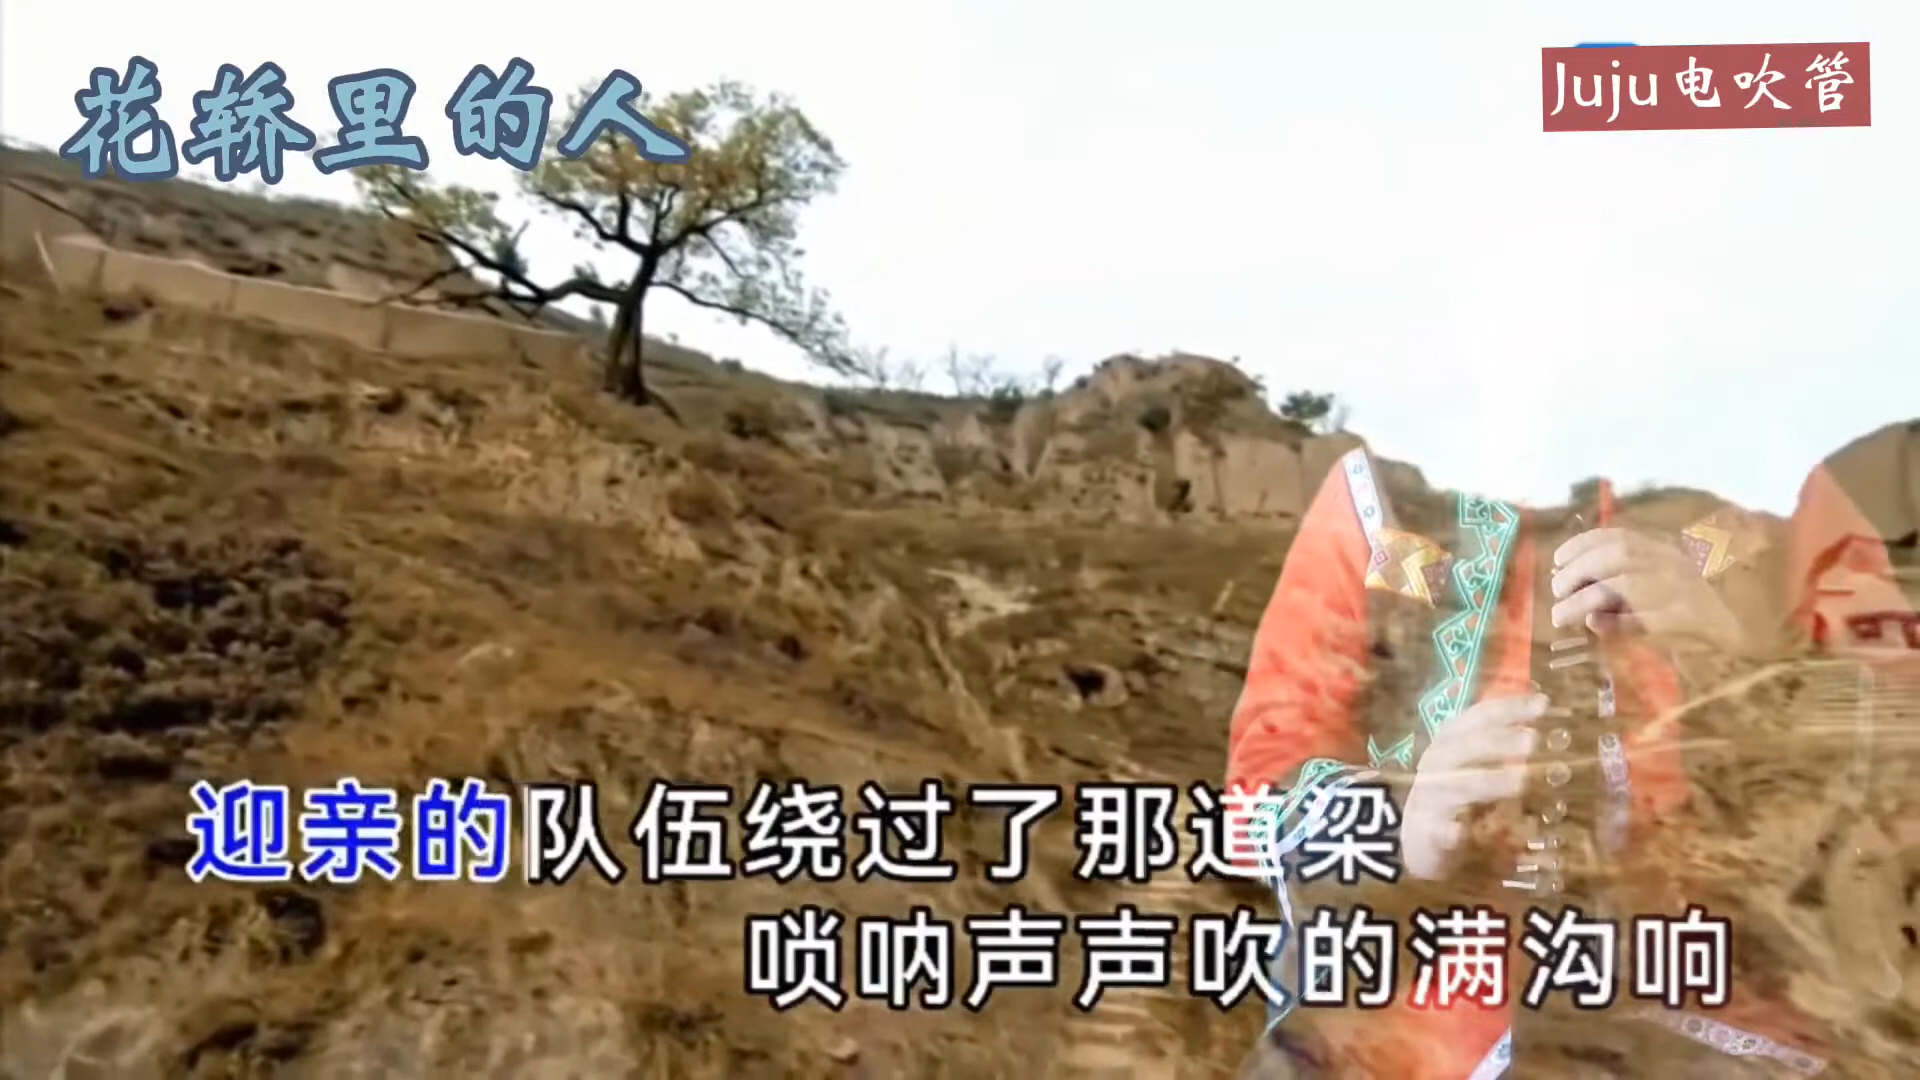 花轿里的人
Juju电吹管
迎亲的队伍绕过了那道梁
唢呐声声吹的满沟响